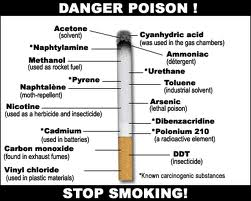 DANGER POISON !
Acetone
(solvent)
*Naphtylamine
Methanol
(used as rocket fuel)
*Pyrene
Naphtalène
(moth-repellent)
Nicotine
(used as a herbicide and insecticide)
*Cadmium
(used in batteries)
Carbon monoxide
(found in exhaust fumes)
Vinyl chloride
(used in plastic materials)
Cyanhydric acid
(was used in the gas chambers)
Ammoniac
(détergent)
*Urethane
Toluene
(industrial solvent)
Arsenic
(lethal poison)
*Dibenzacridine
*Polonium 210
(a radioactive element)
DDT
(insecticide)
*Known carcinogenic substances
STOP SMOKING!